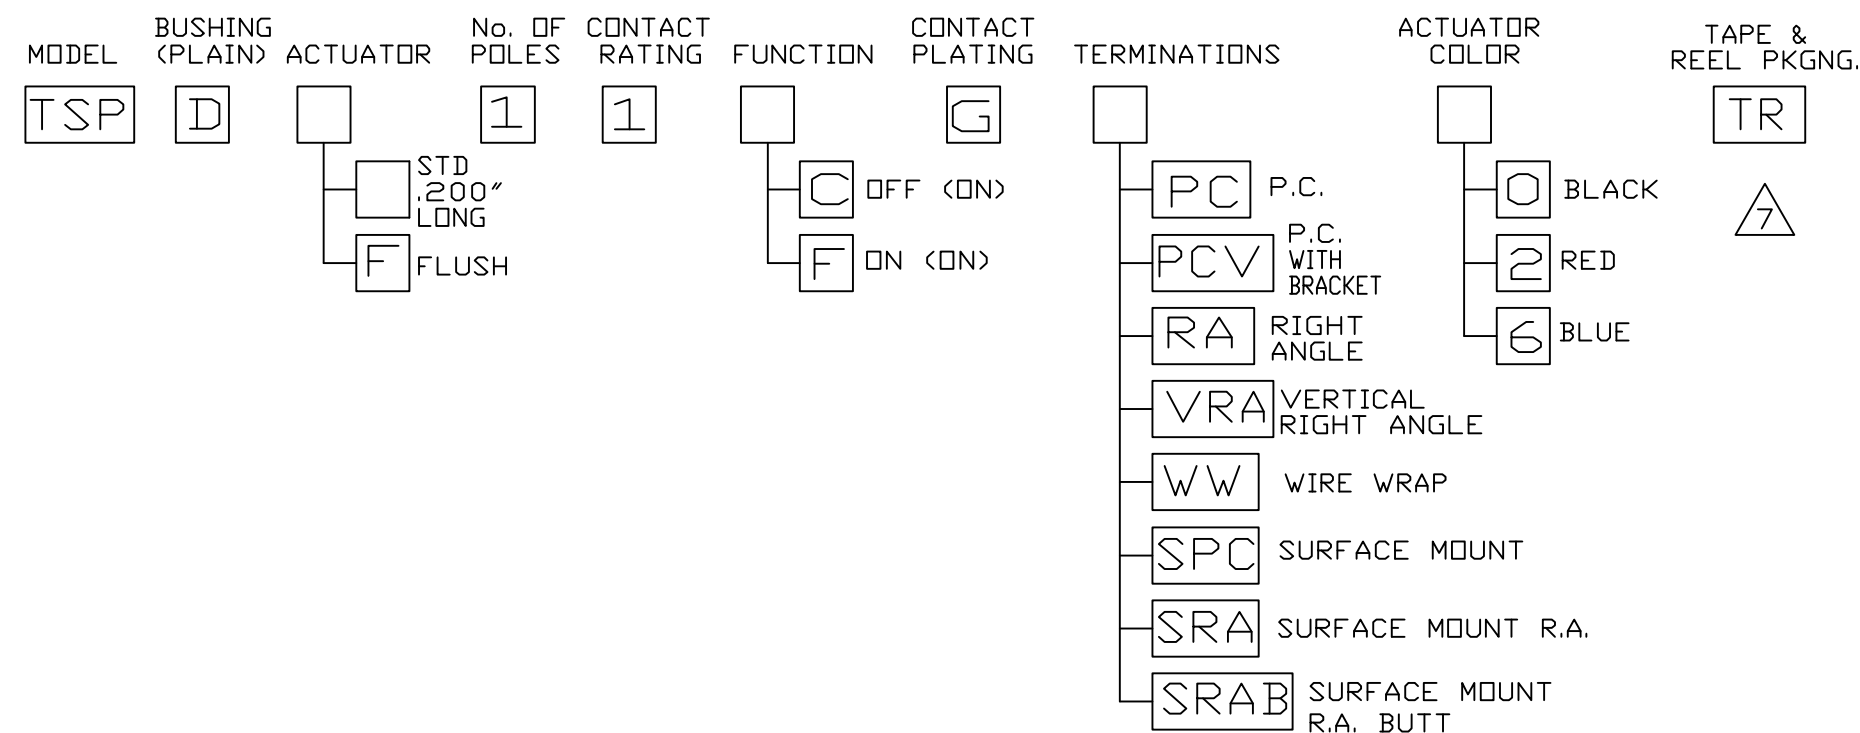 BUSHING
(PLAIN)
No. OF
POLES
CONTACT
RATING
CONTACT
PLATING
ACTUATOR
COLOR
TAPE &
REEL PKGNG.
MODEL
ACTUATOR
FUNCTION
TERMINATIONS
TSP
D
1
1
G
TR
STD
.200"
LONG
F
FLUSH
C
OFF (ON)
F
ON (ON)
PC
P.C.
PCV
P.C.
WITH
BRACKET
RA
RIGHT
ANGLE
VRA
VERTICAL
RIGHT ANGLE
WW
WIRE WRAP
SPC
SURFACE MOUNT
SRA
SURFACE MOUNT R.A.
SRAB
SURFACE MOUNT
R.A. BUTT
0
BLACK
2
RED
6
BLUE
7